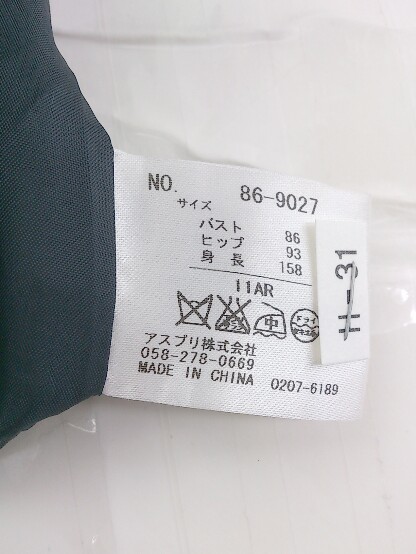 NO. 86-9027
サイズ
バスト 86
ヒップ 93
身長 158
11AR
中
ドライ
アスプリ株式会社
058-278-0669
MADE IN CHINA 0207-6189
H-31